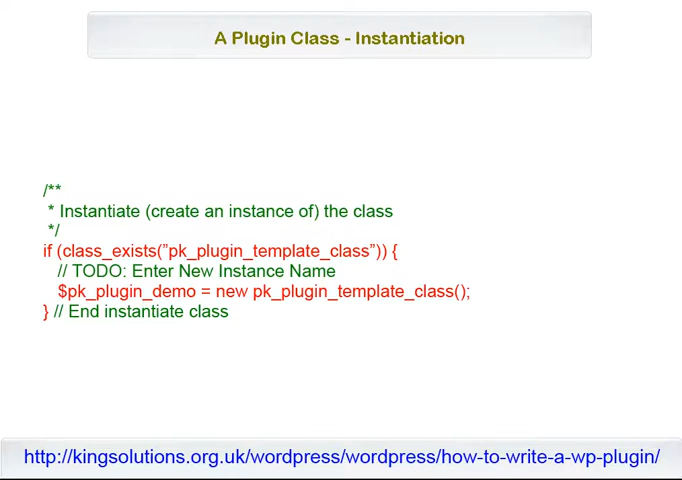 A Plugin Class - Instantiation
/**
* Instantiate (create an instance of) the class
*/
if (class_exists(”pk_plugin_template_class”)) {
// TODO: Enter New Instance Name
$pk_plugin_demo = new pk_plugin_template_class();
} // End instantiate class
http://kingsolutions.org.uk/wordpress/wordpress/how-to-write-a-wp-plugin/